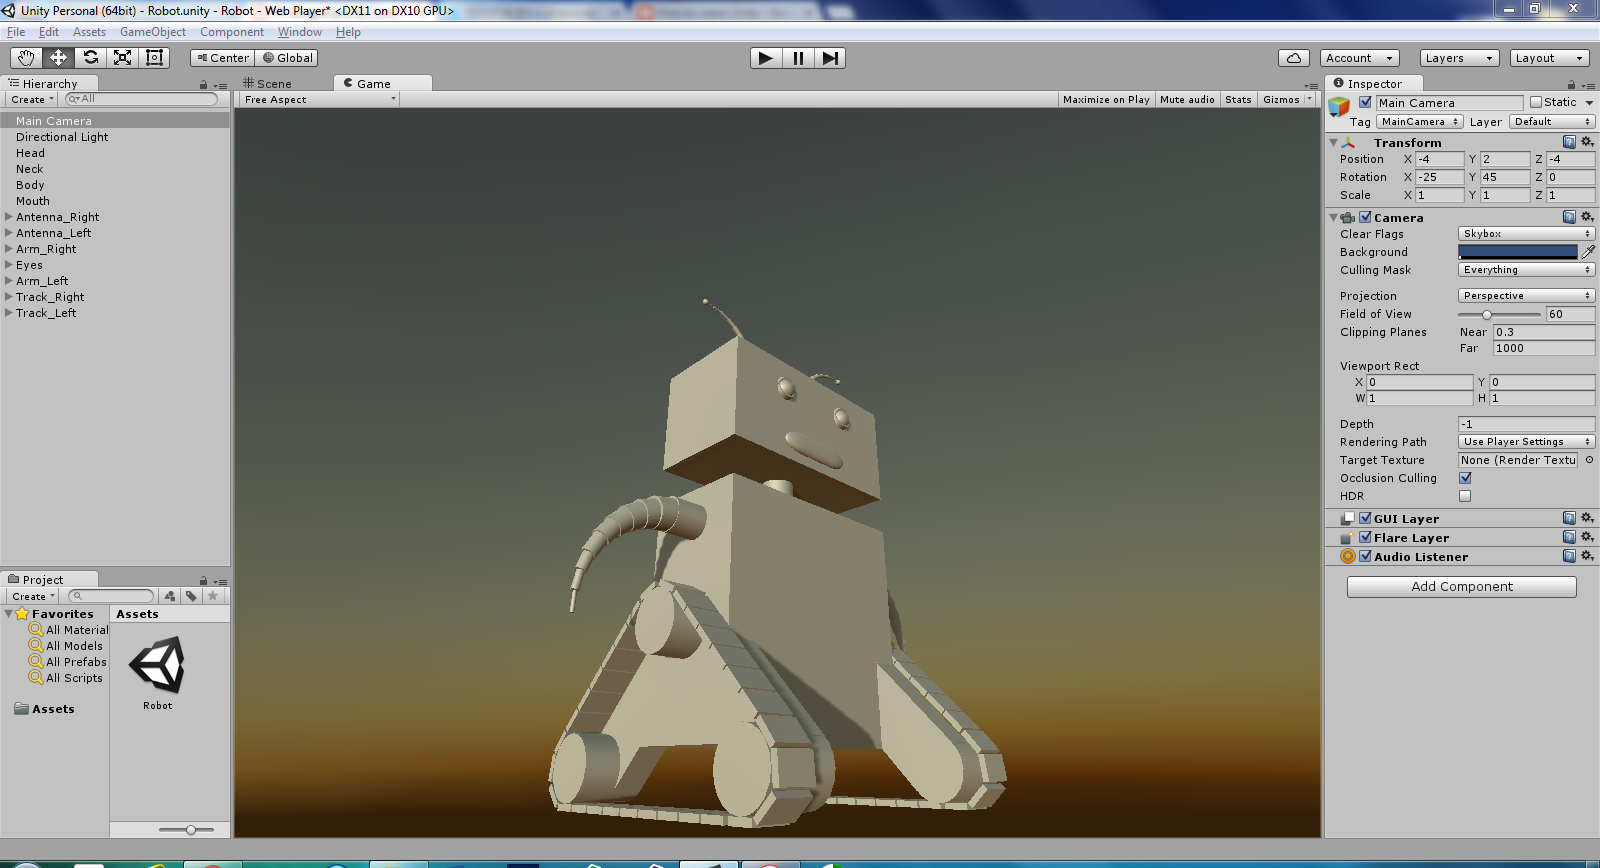 Unity Personal (64bit) - Robot.unity - Robot - Web Player* <DX11 on DX10 GPU>
File Edit Assets GameObject Component Window Help
Center Global Account Layers Layout
Hierarchy
Create All
Main Camera
Directional Light
Head
Neck
Body
Mouth
Antenna_Right
Antenna_Left
Arm_Right
Eyes
Arm_Left
Track_Right
Track_Left
Scene Game
Free Aspect Maximize on Play Mute audio Stats Gizmos
Project
Create
Favorites
All Material
All Models
All Prefabs
All Scripts
Assets
Assets
Robot
Inspector
Main Camera Static
Tag MainCamera Layer Default
Transform
Position X -4 Y 2 Z -4
Rotation X -25 Y 45 Z 0
Scale X 1 Y 1 Z 1
Camera
Clear Flags Skybox
Background
Culling Mask Everything
Projection Perspective
Field of View 60
Clipping Planes Near 0.3
Far 1000
Viewport Rect
X 0 Y 0
W 1 H 1
Depth -1
Rendering Path Use Player Settings
Target Texture None (Render Textu
Occlusion Culling
HDR
GUI Layer
Flare Layer
Audio Listener
Add Component